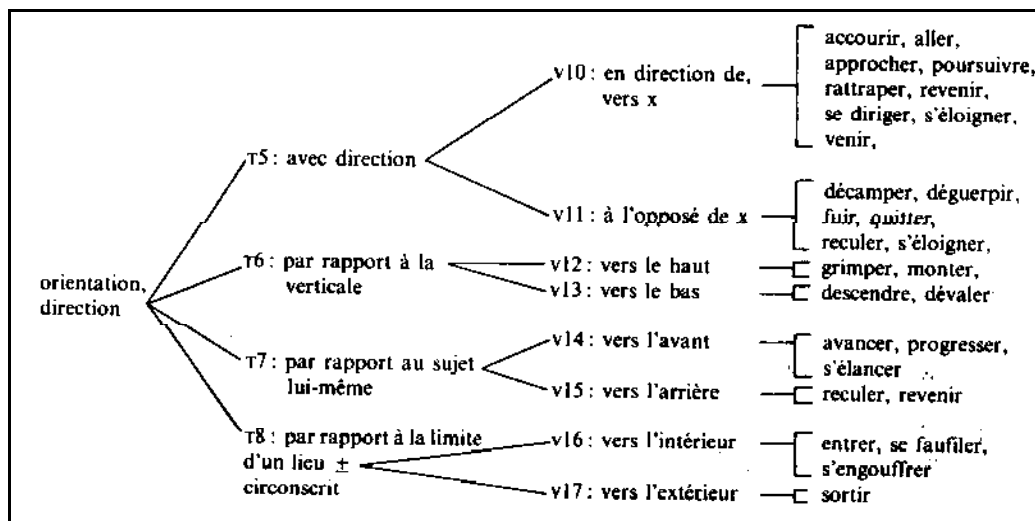 accourir, aller,
v10 : en direction de, approcher, poursuivre,
vers x rattraper, revenir,
se diriger, s'éloigner,
venir,
T5 : avec direction
décamper, déguerpir,
v11 : à l'opposé de x fuir, quitter,
reculer, s'éloigner,
T6 : par rapport à la v12 : vers le haut grimper, monter,
verticale v13 : vers le bas descendre, dévaler
orientation,
direction
v14 : vers l'avant avancer, progresser,
T7 : par rapport au sujet s'élancer
lui-même v15 : vers l'arrière reculer, revenir
T8 : par rapport à la limite v16 : vers l'intérieur entrer, se faufiler,
d'un lieu ± s'engouffrer
circonscrit v17 : vers l'extérieur sortir